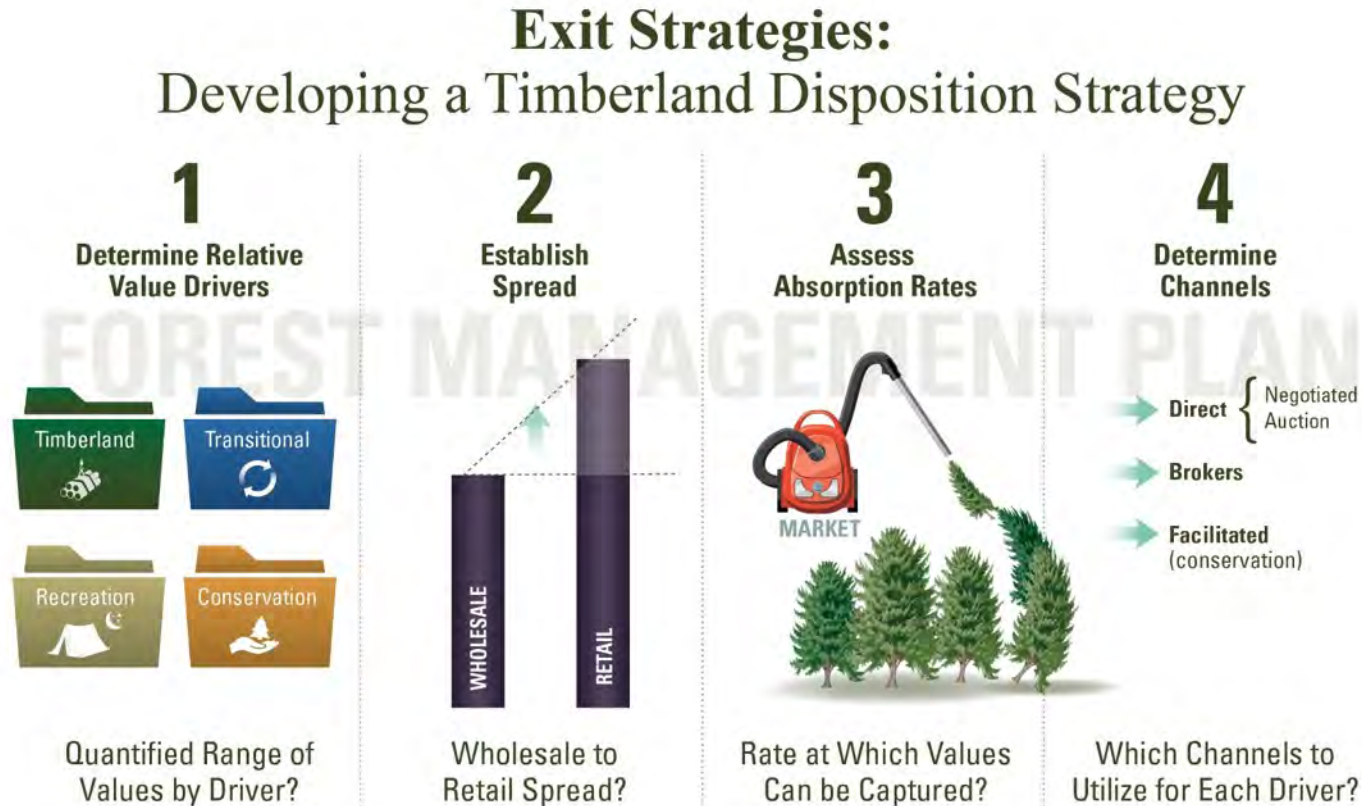 Exit Strategies:
Developing a Timberland Disposition Strategy
FOREST MANAGEMENT PLAN
1
Determine Relative
Value Drivers
Timberland
Transitional
Recreation
Conservation
Quantified Range of
Values by Driver?
2
Establish
Spread
WHOLESALE
RETAIL
Wholesale to
Retail Spread?
3
Assess
Absorption Rates
MARKET
Rate at Which Values
Can be Captured?
4
Determine
Channels
Direct { Negotiated
Auction
Brokers
Facilitated
(conservation)
Which Channels to
Utilize for Each Driver?